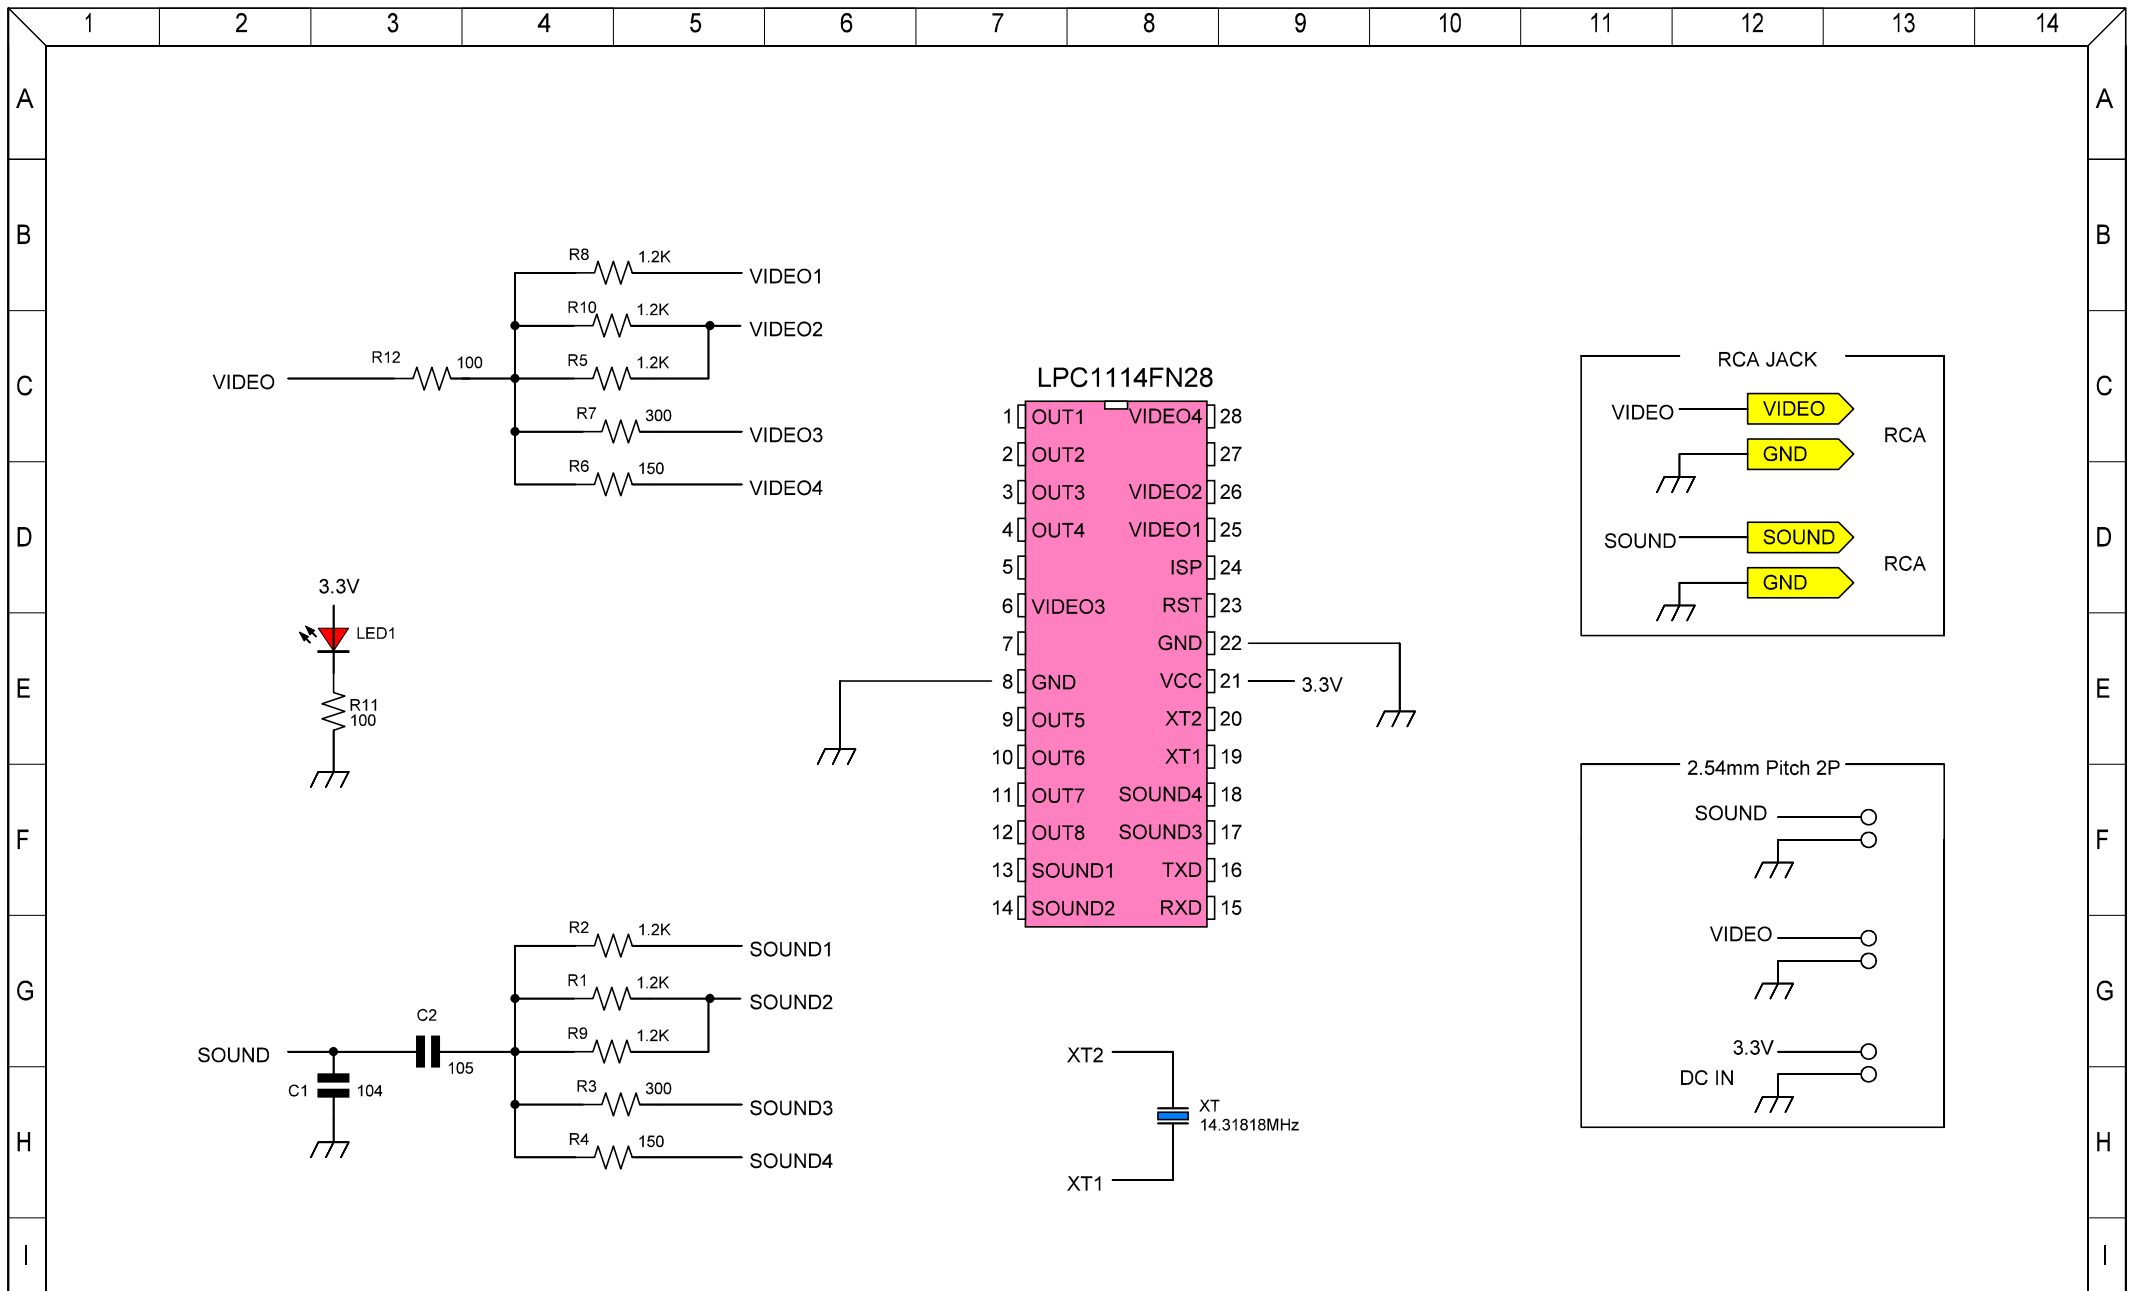 1 2 3 4 5 6 7 8 9 10 11 12 13 14
A A
B B
R8 1.2K
VIDEO1
R10 1.2K
VIDEO2
R12 100
R5 1.2K
VIDEO
R7 300
VIDEO3
R6 150
VIDEO4
C C
LPC1114FN28
1 OUT1 VIDEO4 28
2 OUT2 27
3 OUT3 VIDEO2 26
4 OUT4 VIDEO1 25
5 ISP 24
6 VIDEO3 RST 23
7 GND 22
8 GND VCC 21 3.3V
9 OUT5 XT2 20
10 OUT6 XT1 19
11 OUT7 SOUND4 18
12 OUT8 SOUND3 17
13 SOUND1 TXD 16
14 SOUND2 RXD 15
RCA JACK
VIDEO VIDEO
RCA
GND
SOUND SOUND
RCA
GND
D D
3.3V
LED1
R11
100
E E
2.54mm Pitch 2P
SOUND
VIDEO
3.3V
DC IN
F F
R2 1.2K
SOUND1
R1 1.2K
SOUND2
C2
105
R9 1.2K
SOUND
C1 104
R3 300
SOUND3
R4 150
SOUND4
G G
XT2
XT
14.31818MHz
XT1
H H
I I